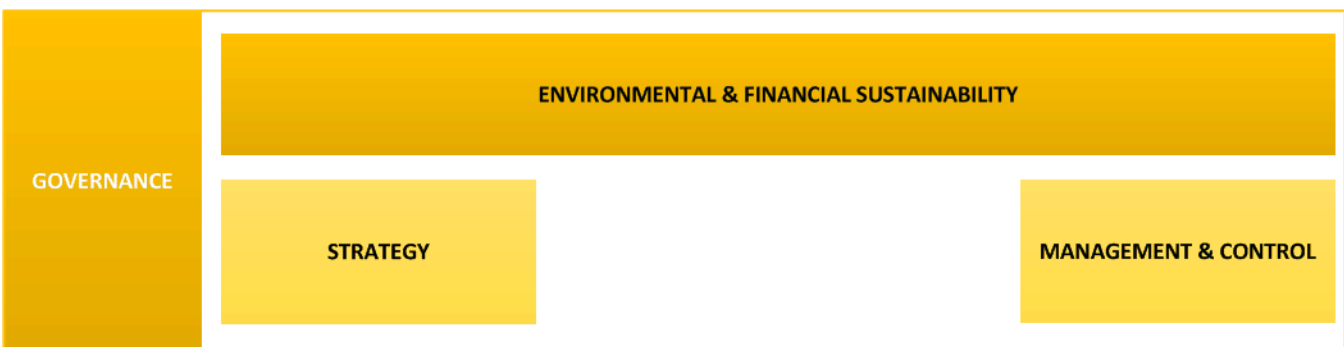 GOVERNANCE
ENVIRONMENTAL & FINANCIAL SUSTAINABILITY
STRATEGY
MANAGEMENT & CONTROL